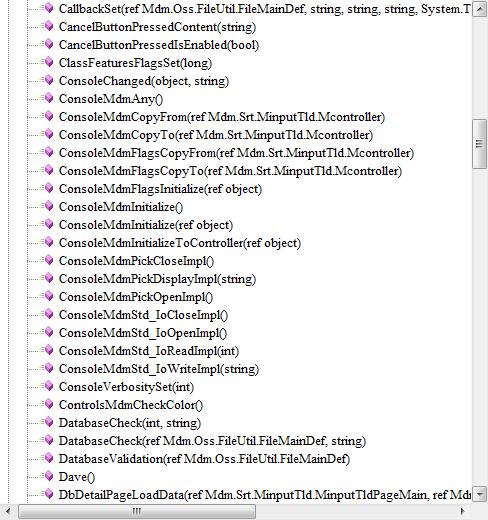 CallbackSet(ref Mdm.Oss.FileUtil.FileMainDef, string, string, string, System.T
CancelButtonPressedContent(string)
CancelButtonPressedIsEnabled(bool)
ClassFeaturesFlagsSet(long)
ConsoleChanged(object, string)
ConsoleMdmAny()
ConsoleMdmCopyFrom(ref Mdm.Srt.MinputTld.Mcontroller)
ConsoleMdmCopyTo(ref Mdm.Srt.MinputTld.Mcontroller)
ConsoleMdmFlagsCopyFrom(ref Mdm.Srt.MinputTld.Mcontroller)
ConsoleMdmFlagsCopyTo(ref Mdm.Srt.MinputTld.Mcontroller)
ConsoleMdmFlagsInitialize(ref object)
ConsoleMdmInitialize()
ConsoleMdmInitialize(ref object)
ConsoleMdmInitializeToController(ref object)
ConsoleMdmPickCloseImpl()
ConsoleMdmPickDisplayImpl(string)
ConsoleMdmPickOpenImpl()
ConsoleMdmStd_IoCloseImpl()
ConsoleMdmStd_IoOpenImpl()
ConsoleMdmStd_IoReadImpl(int)
ConsoleMdmStd_IoWriteImpl(string)
ConsoleVerbositySet(int)
ControlsMdmCheckColor()
DatabaseCheck(int, string)
DatabaseCheck(ref Mdm.Oss.FileUtil.FileMainDef, string)
DatabaseValidation(ref Mdm.Oss.FileUtil.FileMainDef)
Dave()
DbDetailPageLoadData(ref Mdm.Srt.MinputTld.MinputTldPageMain, ref Mdm